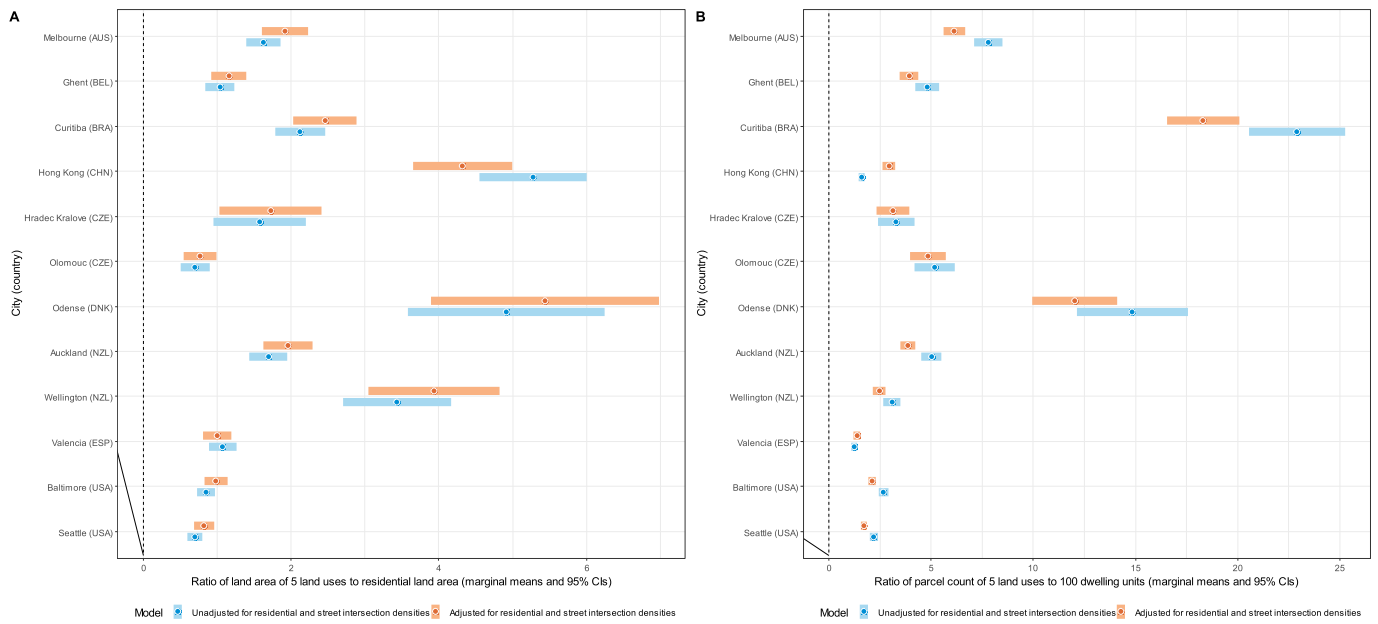 A
City (country)
Melbourne (AUS)
Ghent (BEL)
Curitiba (BRA)
Hong Kong (CHN)
Hradec Kralove (CZE)
Olomouc (CZE)
Odense (DNK)
Auckland (NZL)
Wellington (NZL)
Valencia (ESP)
Baltimore (USA)
Seattle (USA)
0 2 4 6
Ratio of land area of 5 land uses to residential land area (marginal means and 95% CIs)
Model Unadjusted for residential and street intersection densities Adjusted for residential and street intersection densities
B
City (country)
Melbourne (AUS)
Ghent (BEL)
Curitiba (BRA)
Hong Kong (CHN)
Hradec Kralove (CZE)
Olomouc (CZE)
Odense (DNK)
Auckland (NZL)
Wellington (NZL)
Valencia (ESP)
Baltimore (USA)
Seattle (USA)
0 5 10 15 20 25
Ratio of parcel count of 5 land uses to 100 dwelling units (marginal means and 95% CIs)
Model Unadjusted for residential and street intersection densities Adjusted for residential and street intersection densities